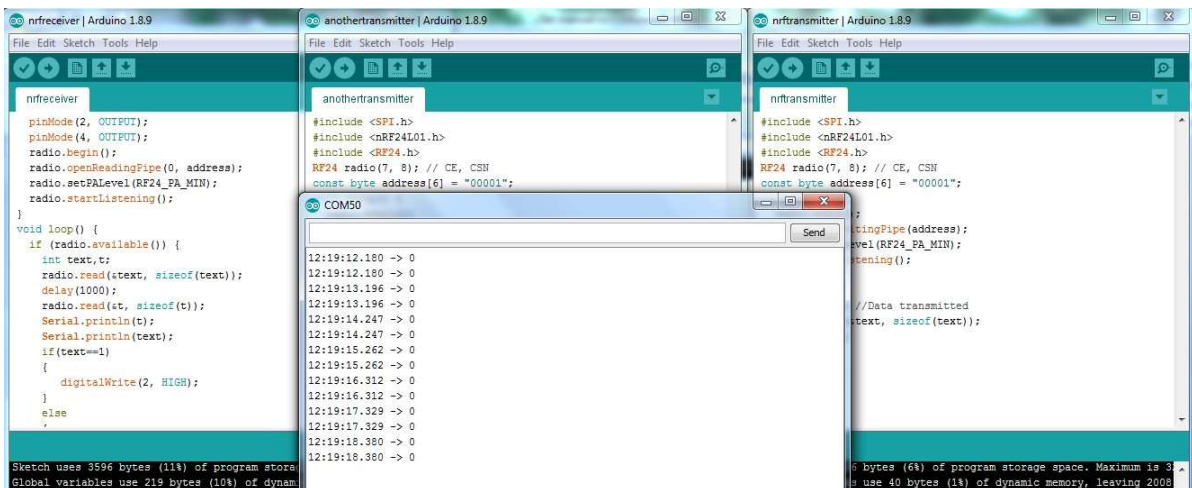 nrfreceiver | Arduino 1.8.9
File Edit Sketch Tools Help
nrfreceiver
pinMode(2, OUTPUT);
pinMode(4, OUTPUT);
radio.begin();
radio.openReadingPipe(0, address);
radio.setPALevel(RF24_PA_MIN);
radio.startListening();
}
void loop() {
if (radio.available()) {
int text,t;
radio.read(&text, sizeof(text));
delay(1000);
radio.read(&t, sizeof(t));
Serial.println(t);
Serial.println(text);
if(text==1)
{
digitalWrite(2, HIGH);
}
else
Sketch uses 3596 bytes (11%) of program stora
Global variables use 219 bytes (10%) of dynam
anothertransmitter | Arduino 1.8.9
File Edit Sketch Tools Help
anothertransmitter
#include <SPI.h>
#include <nRF24L01.h>
#include <RF24.h>
RF24 radio(7, 8); // CE, CSN
const byte address[6] = "00001";
COM50
Send
12:19:12.180 -> 0
12:19:12.180 -> 0
12:19:13.196 -> 0
12:19:13.196 -> 0
12:19:14.247 -> 0
12:19:14.247 -> 0
12:19:15.262 -> 0
12:19:15.262 -> 0
12:19:16.312 -> 0
12:19:16.312 -> 0
12:19:17.329 -> 0
12:19:17.329 -> 0
12:19:18.380 -> 0
12:19:18.380 -> 0
nrftransmitter | Arduino 1.8.9
File Edit Sketch Tools Help
nrftransmitter
#include <SPI.h>
#include <nRF24L01.h>
#include <RF24.h>
RF24 radio(7, 8); // CE, CSN
const byte address[6] = "00001";
;
tingPipe(address);
evel(RF24_PA_MIN);
tening();
//Data transmitted
text, sizeof(text));
bytes (6%) of program storage space. Maximum is 3
use 40 bytes (1%) of dynamic memory, leaving 2008